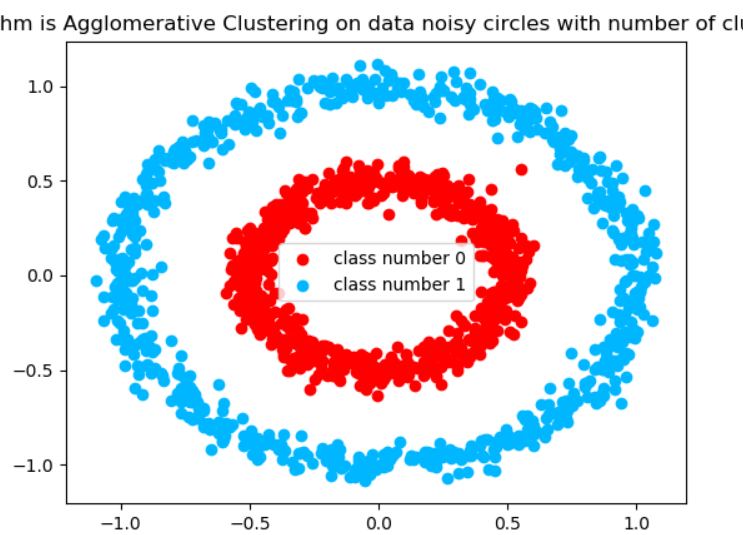 hm is Agglomerative Clustering on data noisy circles with number of clu
1.0
0.5
0.0
−0.5
−1.0
class number 0
class number 1
−1.0 −0.5 0.0 0.5 1.0